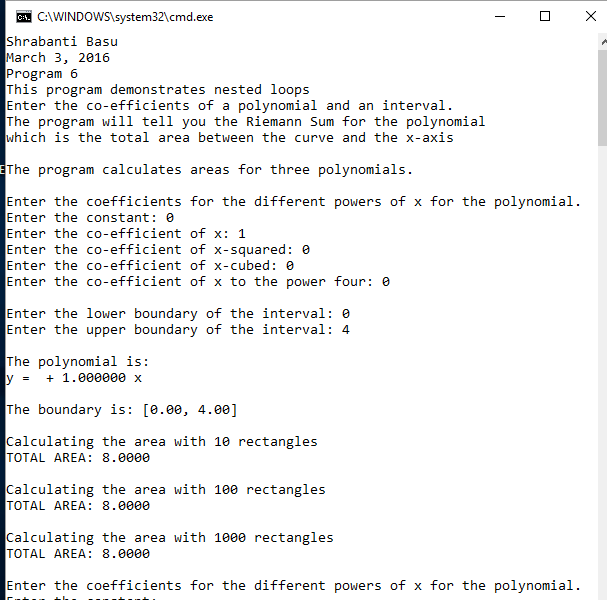 C:\WINDOWS\system32\cmd.exe
Shrabanti Basu
March 3, 2016
Program 6
This program demonstrates nested loops
Enter the co-efficients of a polynomial and an interval.
The program will tell you the Riemann Sum for the polynomial
which is the total area between the curve and the x-axis
The program calculates areas for three polynomials.
Enter the coefficients for the different powers of x for the polynomial.
Enter the constant: 0
Enter the co-efficient of x: 1
Enter the co-efficient of x-squared: 0
Enter the co-efficient of x-cubed: 0
Enter the co-efficient of x to the power four: 0
Enter the lower boundary of the interval: 0
Enter the upper boundary of the interval: 4
The polynomial is:
y =  + 1.000000 x
The boundary is: [0.00, 4.00]
Calculating the area with 10 rectangles
TOTAL AREA: 8.0000
Calculating the area with 100 rectangles
TOTAL AREA: 8.0000
Calculating the area with 1000 rectangles
TOTAL AREA: 8.0000
Enter the coefficients for the different powers of x for the polynomial.
Enter the constant: